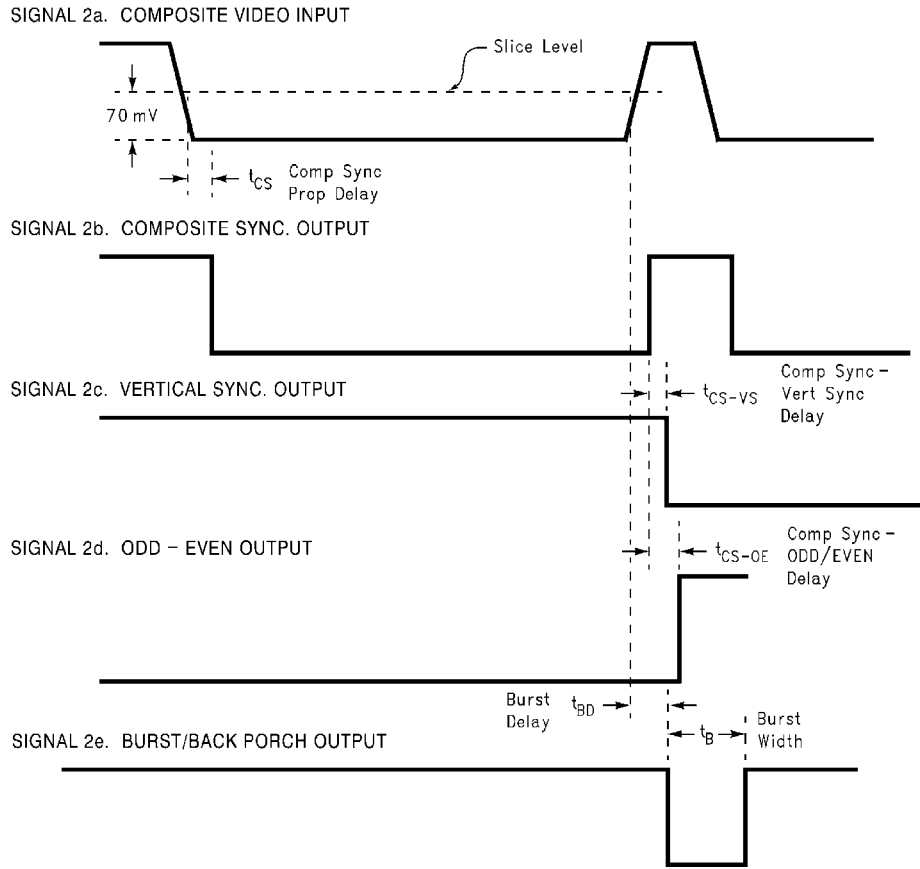 SIGNAL 2a. COMPOSITE VIDEO INPUT
Slice Level
70 mV
tCS Comp Sync
Prop Delay
SIGNAL 2b. COMPOSITE SYNC. OUTPUT
SIGNAL 2c. VERTICAL SYNC. OUTPUT
tCS-VS
Comp Sync –
Vert Sync
Delay
SIGNAL 2d. ODD – EVEN OUTPUT
tCS-OE
Comp Sync –
ODD/EVEN
Delay
Burst
Delay
tBD
SIGNAL 2e. BURST/BACK PORCH OUTPUT
tB
Burst
Width